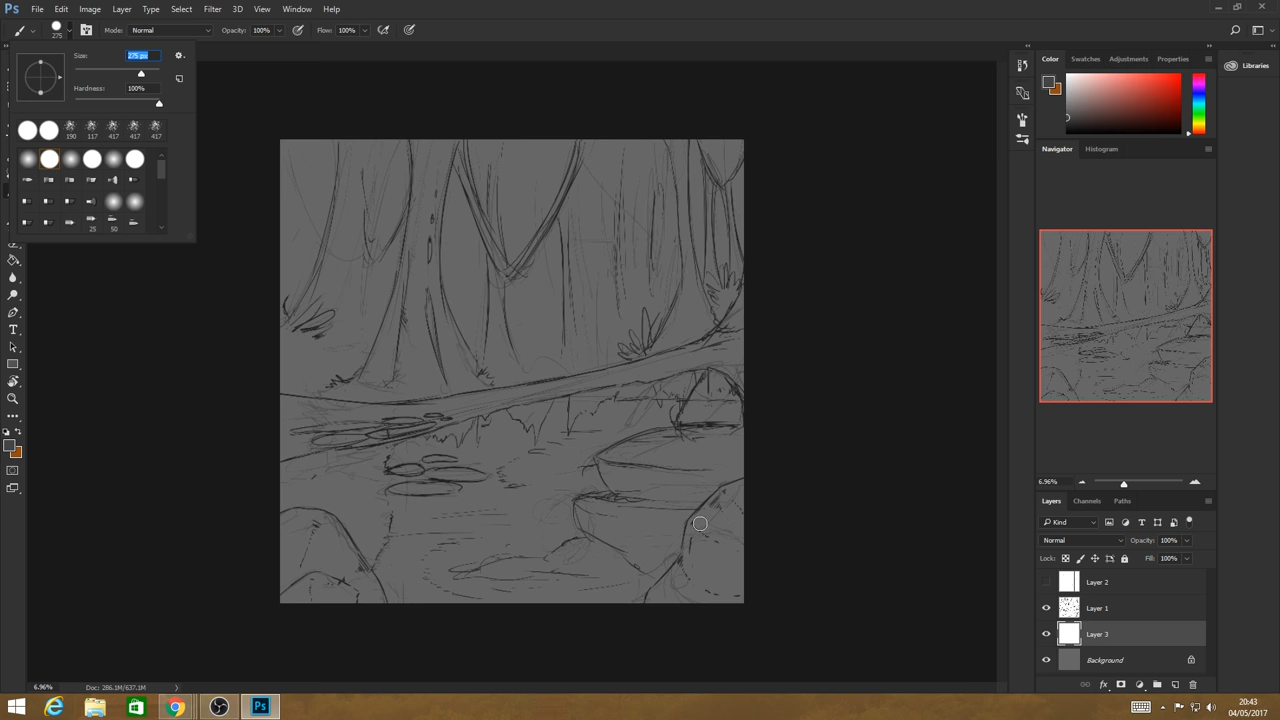 Ps File Edit Image Layer Type Select Filter 3D View Window Help
275 Mode: Normal Opacity: 100% Flow: 100%
Size: 275 px
Hardness: 100%
190 117 417 417 417
25 50
Color Swatches Adjustments Properties
Libraries
Navigator Histogram
6.96%
Layers Channels Paths
Kind
Normal Opacity: 100%
Lock: Fill: 100%
Layer 2
Layer 1
Layer 3
Background
6.96% Doc: 286.1M/637.1M
Ps
20:43
04/05/2017